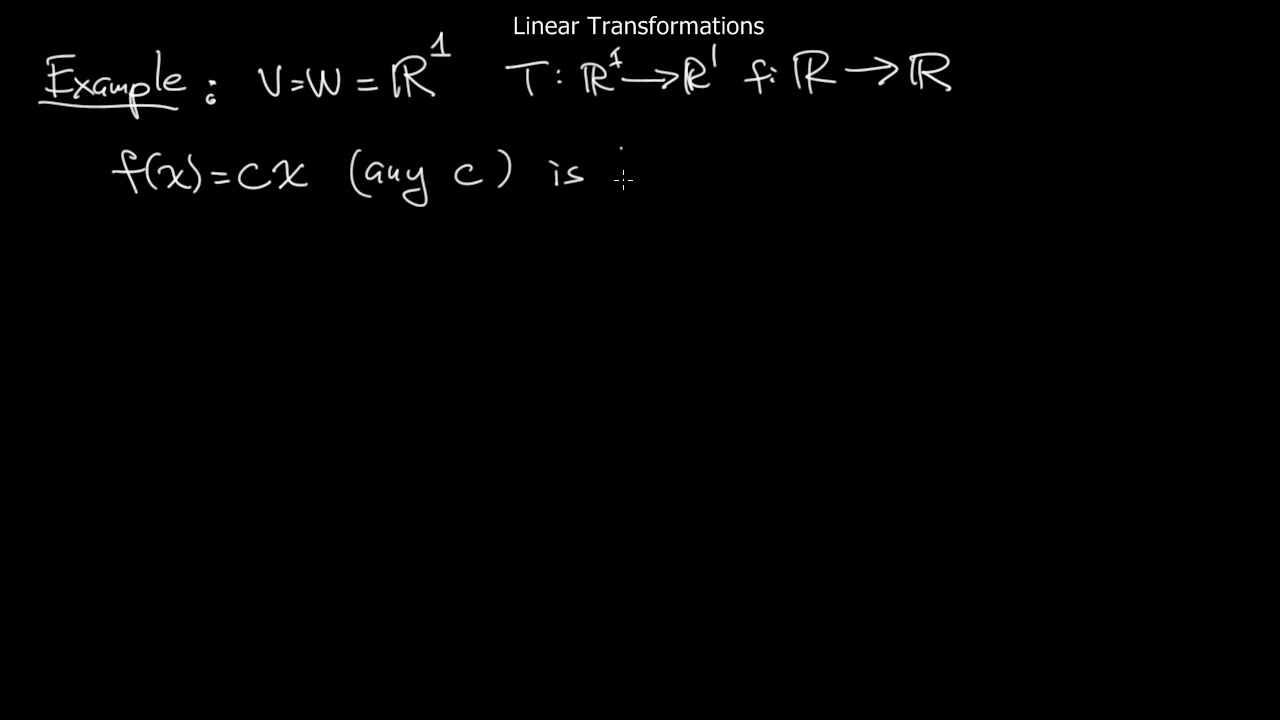 Linear Transformations
Example: V=W=ℝ¹ T: ℝ¹⟶ℝ¹ f: ℝ⟶ℝ
f(x)=cx (any c) is